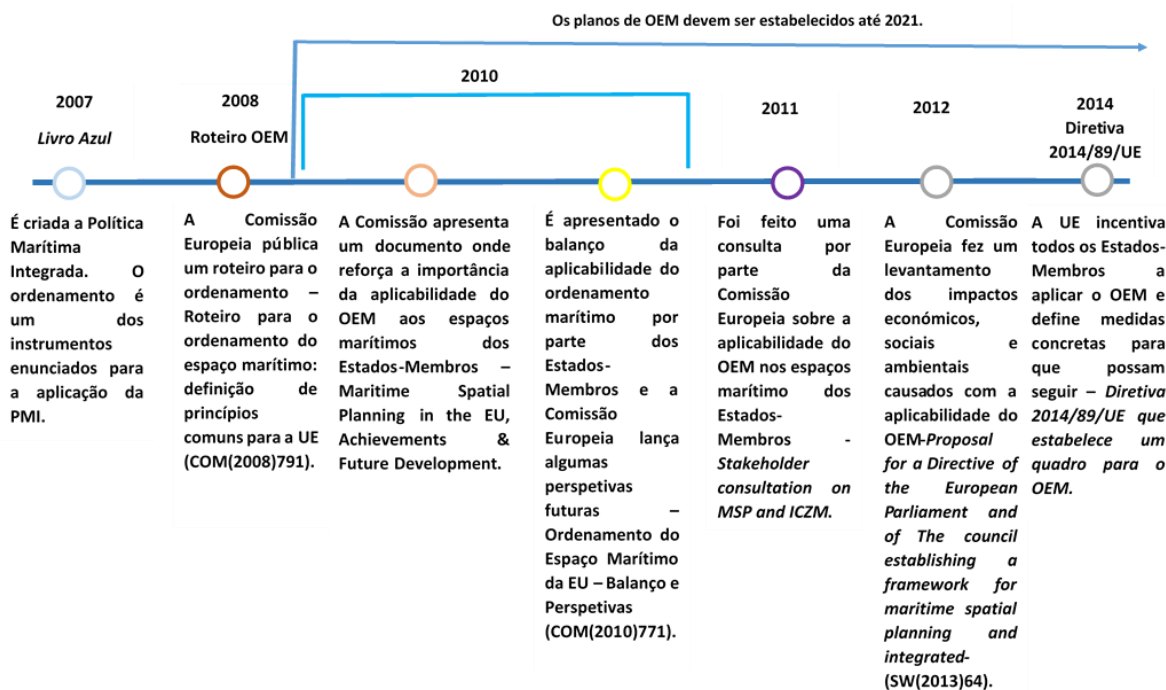 Os planos de OEM devem ser estabelecidos até 2021.
2007
Livro Azul
É criada a Política
Marítima
Integrada. O
ordenamento é
um dos
instrumentos
enunciados para
a aplicação da
PMI.
2008
Roteiro OEM
A Comissão
Europeia pública
um roteiro para o
ordenamento –
Roteiro para o
ordenamento do
espaço marítimo:
definição de
princípios
comuns para a UE
(COM(2008)791).
2010
A Comissão apresenta
um documento onde
reforça a importância
da aplicabilidade do
OEM aos espaços
marítimos dos
Estados-Membros –
Maritime Spatial
Planning in the EU,
Achievements &
Future Development.
É apresentado o
balanço da
aplicabilidade do
ordenamento
marítimo por
parte dos
Estados-
Membros e a
Comissão
Europeia lança
algumas
perspetivas
futuras –
Ordenamento do
Espaço Marítimo
da EU – Balanço e
Perspetivas
(COM(2010)771).
2011
Foi feito uma
consulta por
parte da
Comissão
Europeia sobre a
aplicabilidade do
OEM nos espaços
marítimo dos
Estados-
Membros -
Stakeholder
consultation on
MSP and ICZM.
2012
A Comissão
Europeia fez um
levantamento
dos impactos
económicos,
sociais e
ambientais
causados com a
aplicabilidade do
OEM-Proposal
for a Directive of
the European
Parliament and
of The council
establishing a
framework for
maritime spatial
planning and
integrated-
(SW(2013)64).
2014
Diretiva
2014/89/UE
A UE incentiva
todos os Estados-
Membros a
aplicar o OEM e
define medidas
concretas para
que possam
seguir – Diretiva
2014/89/UE que
estabelece um
quadro para o
OEM.